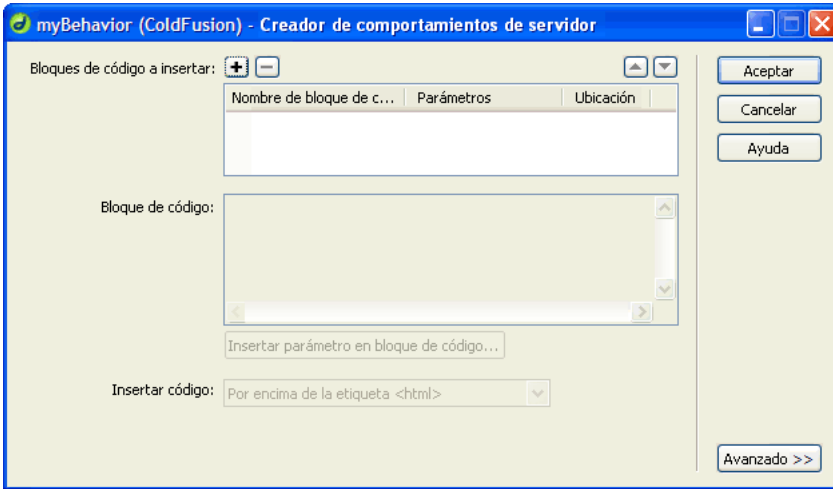 myBehavior (ColdFusion) - Creador de comportamientos de servidor
Bloques de código a insertar:
Aceptar
Nombre de bloque de c... Parámetros Ubicación
Cancelar
Ayuda
Bloque de código:
Insertar parámetro en bloque de código...
Insertar código: Por encima de la etiqueta <html>
Avanzado >>